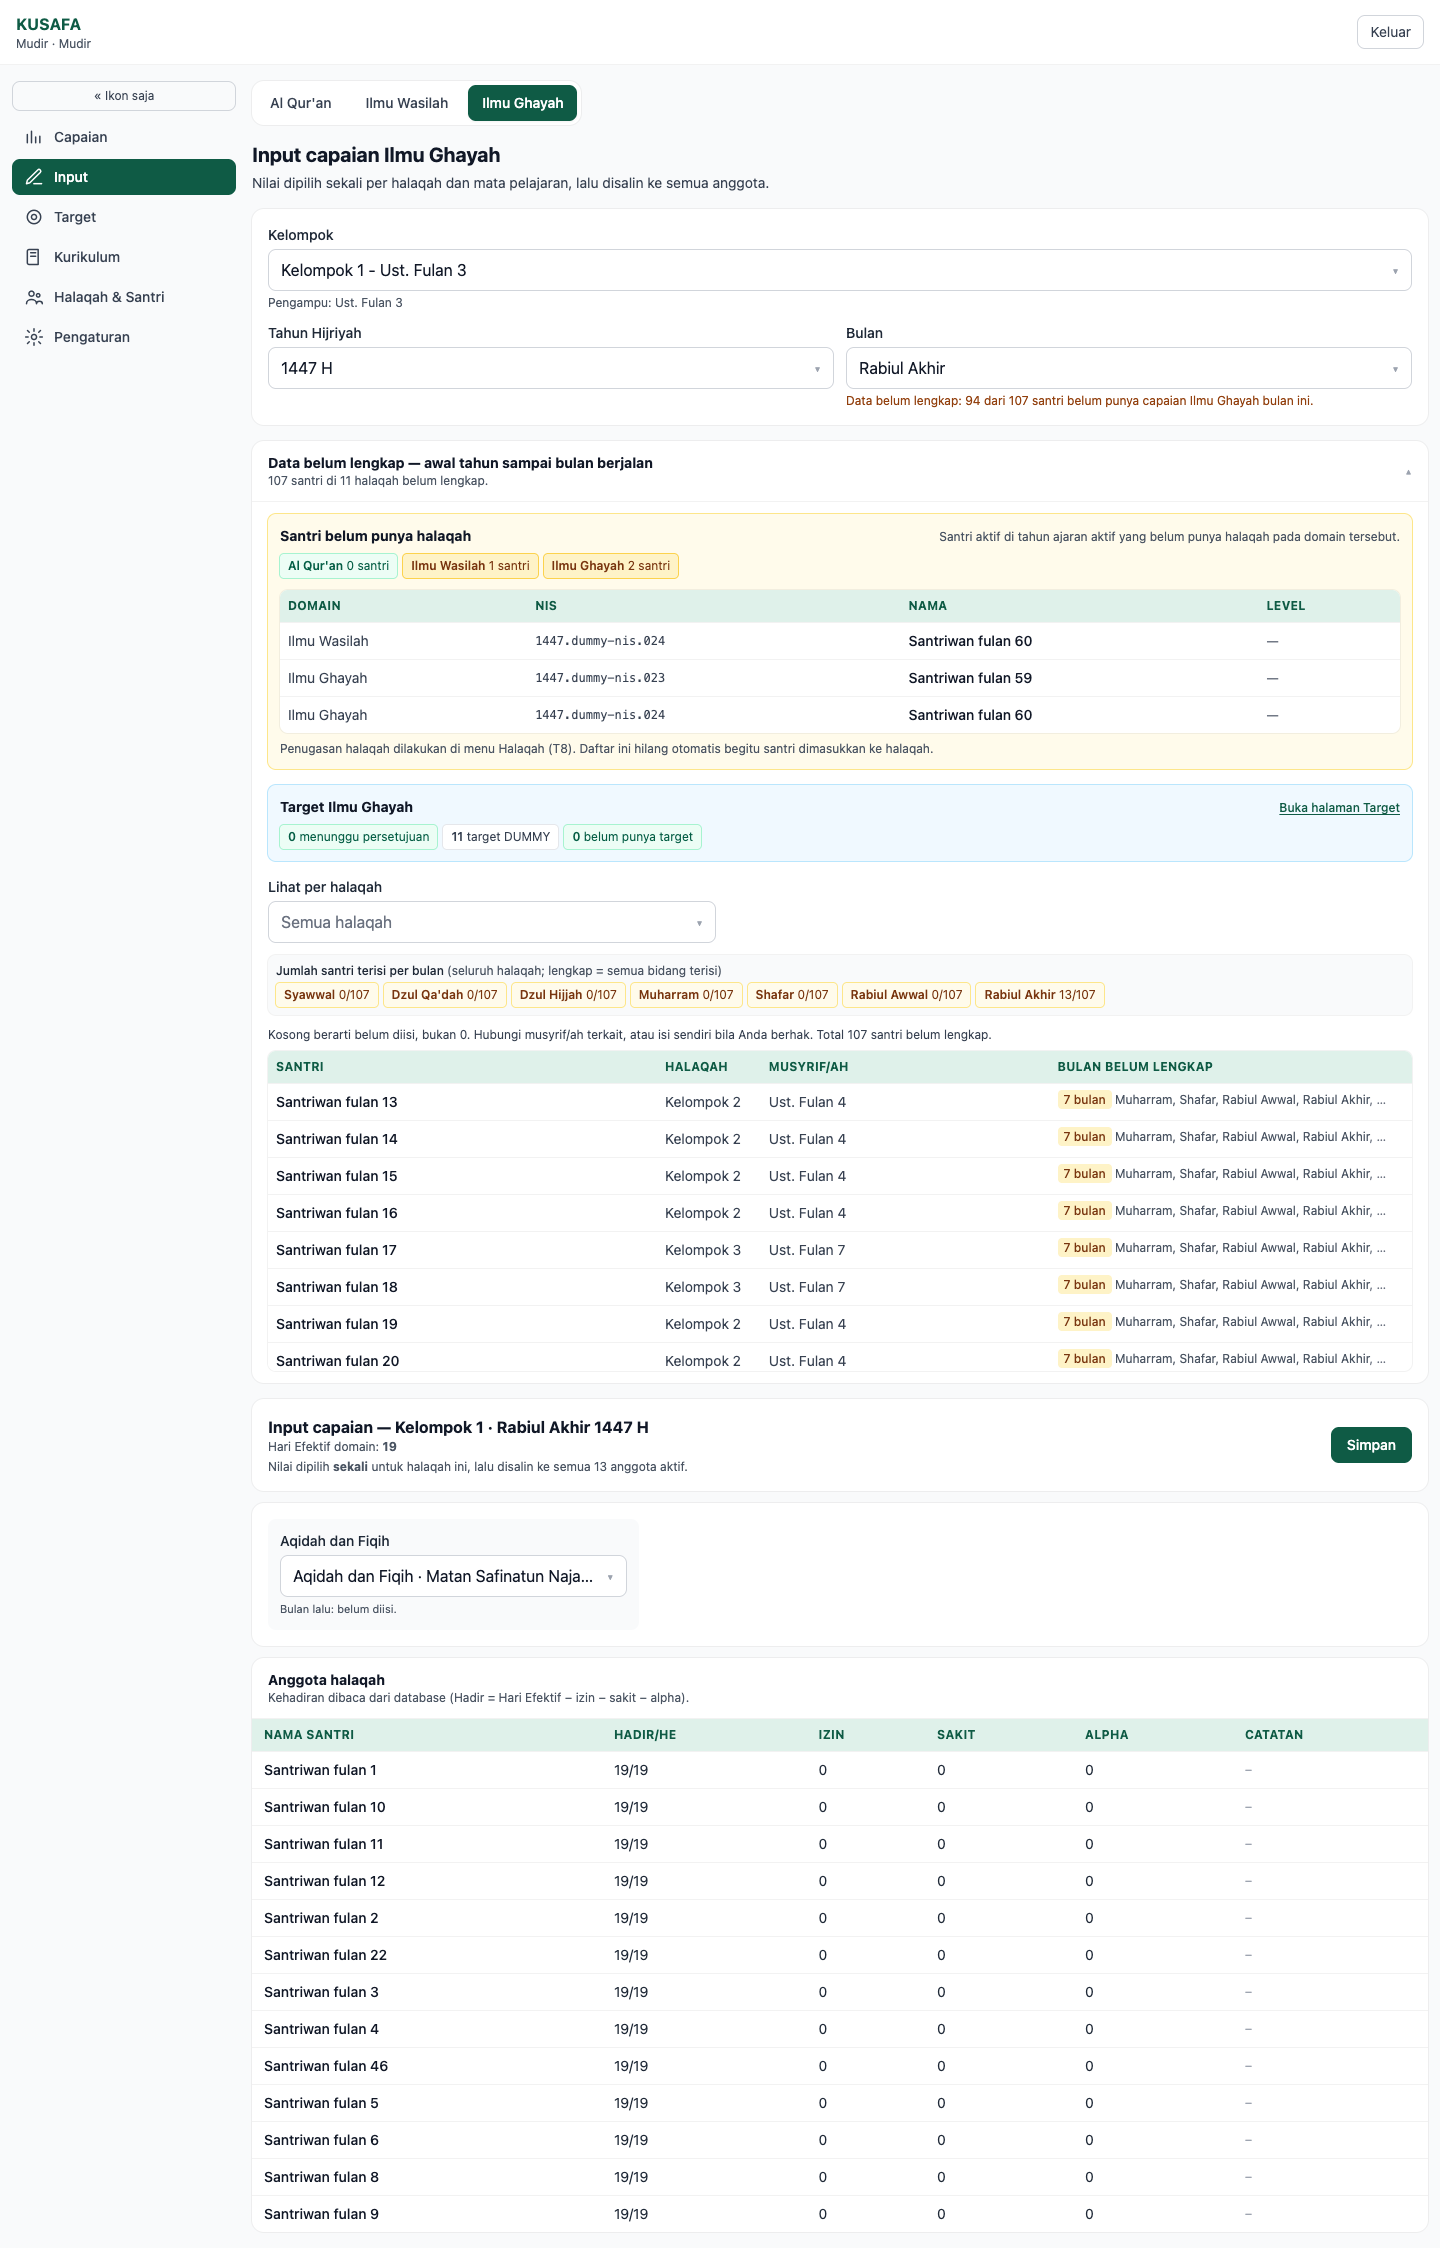 KUSAFA
Mudir · Mudir
Keluar
« Ikon saja
Capaian
Input
Target
Kurikulum
Halaqah & Santri
Pengaturan
Al Qur'an Ilmu Wasilah Ilmu Ghayah
Input capaian Ilmu Ghayah
Nilai dipilih sekali per halaqah dan mata pelajaran, lalu disalin ke semua anggota.
Kelompok
Kelompok 1 - Ust. Fulan 3
Pengampu: Ust. Fulan 3
Tahun Hijriyah
1447 H
Bulan
Rabiul Akhir
Data belum lengkap: 94 dari 107 santri belum punya capaian Ilmu Ghayah bulan ini.
Data belum lengkap — awal tahun sampai bulan berjalan
107 santri di 11 halaqah belum lengkap.
Santri belum punya halaqah
Santri aktif di tahun ajaran aktif yang belum punya halaqah pada domain tersebut.
Al Qur'an 0 santri Ilmu Wasilah 1 santri Ilmu Ghayah 2 santri
DOMAIN NIS NAMA LEVEL
Ilmu Wasilah 1447.dummy-nis.024 Santriwan fulan 60 —
Ilmu Ghayah 1447.dummy-nis.023 Santriwan fulan 59 —
Ilmu Ghayah 1447.dummy-nis.024 Santriwan fulan 60 —
Penugasan halaqah dilakukan di menu Halaqah (T8). Daftar ini hilang otomatis begitu santri dimasukkan ke halaqah.
Target Ilmu Ghayah
Buka halaman Target
0 menunggu persetujuan 11 target DUMMY 0 belum punya target
Lihat per halaqah
Semua halaqah
Jumlah santri terisi per bulan (seluruh halaqah; lengkap = semua bidang terisi)
Syawwal 0/107 Dzul Qa'dah 0/107 Dzul Hijjah 0/107 Muharram 0/107 Shafar 0/107 Rabiul Awwal 0/107 Rabiul Akhir 13/107
Kosong berarti belum diisi, bukan 0. Hubungi musyrif/ah terkait, atau isi sendiri bila Anda berhak. Total 107 santri belum lengkap.
SANTRI HALAQAH MUSYRIF/AH BULAN BELUM LENGKAP
Santriwan fulan 13 Kelompok 2 Ust. Fulan 4 7 bulan Muharram, Shafar, Rabiul Awwal, Rabiul Akhir, ...
Santriwan fulan 14 Kelompok 2 Ust. Fulan 4 7 bulan Muharram, Shafar, Rabiul Awwal, Rabiul Akhir, ...
Santriwan fulan 15 Kelompok 2 Ust. Fulan 4 7 bulan Muharram, Shafar, Rabiul Awwal, Rabiul Akhir, ...
Santriwan fulan 16 Kelompok 2 Ust. Fulan 4 7 bulan Muharram, Shafar, Rabiul Awwal, Rabiul Akhir, ...
Santriwan fulan 17 Kelompok 3 Ust. Fulan 7 7 bulan Muharram, Shafar, Rabiul Awwal, Rabiul Akhir, ...
Santriwan fulan 18 Kelompok 3 Ust. Fulan 7 7 bulan Muharram, Shafar, Rabiul Awwal, Rabiul Akhir, ...
Santriwan fulan 19 Kelompok 2 Ust. Fulan 4 7 bulan Muharram, Shafar, Rabiul Awwal, Rabiul Akhir, ...
Santriwan fulan 20 Kelompok 2 Ust. Fulan 4 7 bulan Muharram, Shafar, Rabiul Awwal, Rabiul Akhir, ...
Input capaian — Kelompok 1 · Rabiul Akhir 1447 H
Hari Efektif domain: 19
Nilai dipilih sekali untuk halaqah ini, lalu disalin ke semua 13 anggota aktif.
Simpan
Aqidah dan Fiqih
Aqidah dan Fiqih · Matan Safinatun Naja...
Bulan lalu: belum diisi.
Anggota halaqah
Kehadiran dibaca dari database (Hadir = Hari Efektif − izin − sakit − alpha).
NAMA SANTRI HADIR/HE IZIN SAKIT ALPHA CATATAN
Santriwan fulan 1 19/19 0 0 0 –
Santriwan fulan 10 19/19 0 0 0 –
Santriwan fulan 11 19/19 0 0 0 –
Santriwan fulan 12 19/19 0 0 0 –
Santriwan fulan 2 19/19 0 0 0 –
Santriwan fulan 22 19/19 0 0 0 –
Santriwan fulan 3 19/19 0 0 0 –
Santriwan fulan 4 19/19 0 0 0 –
Santriwan fulan 46 19/19 0 0 0 –
Santriwan fulan 5 19/19 0 0 0 –
Santriwan fulan 6 19/19 0 0 0 –
Santriwan fulan 8 19/19 0 0 0 –
Santriwan fulan 9 19/19 0 0 0 –